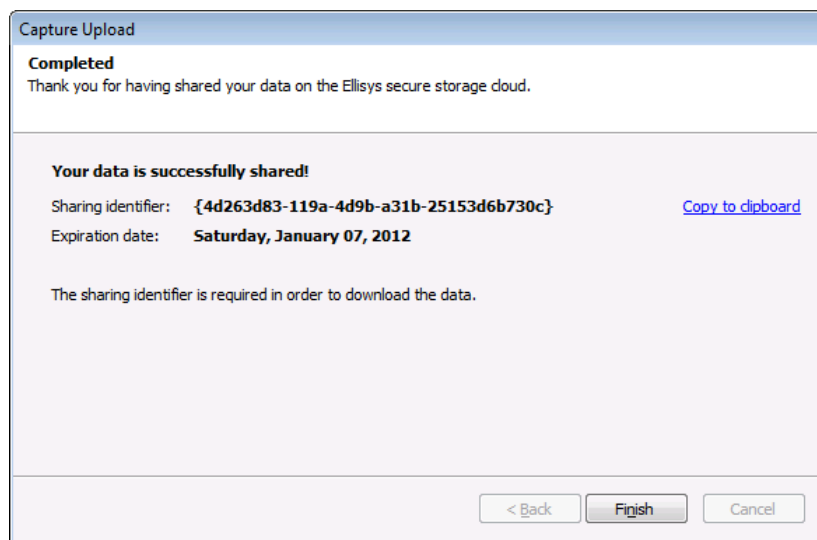 Capture Upload
Completed
Thank you for having shared your data on the Ellisys secure storage cloud.
Your data is successfully shared!
Sharing identifier: {4d263d83-119a-4d9b-a31b-25153d6b730c} Copy to clipboard
Expiration date: Saturday, January 07, 2012
The sharing identifier is required in order to download the data.
< Back Finish Cancel